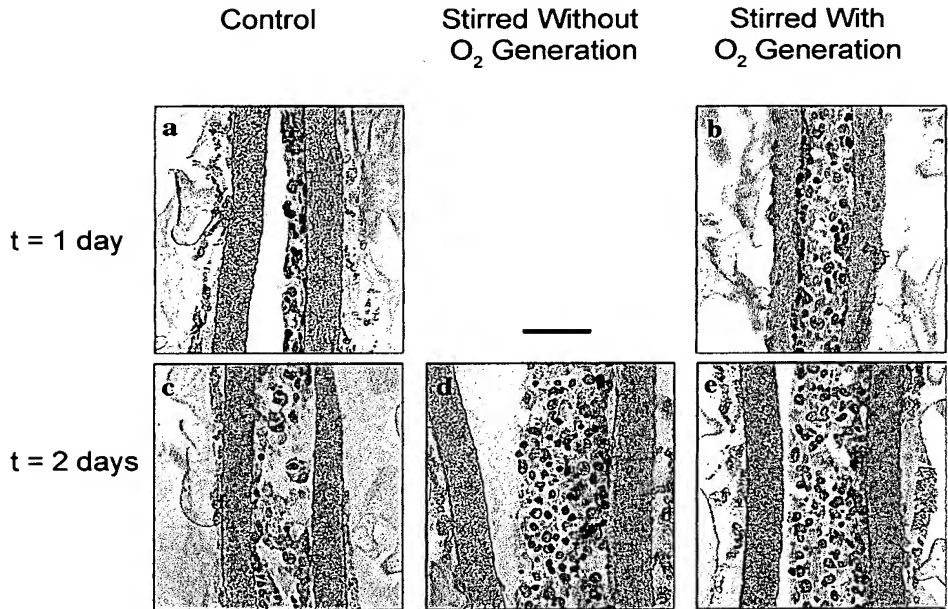 Control
Stirred Without
O₂ Generation
Stirred With
O₂ Generation
t = 1 day
a
b
t = 2 days
c
d
e